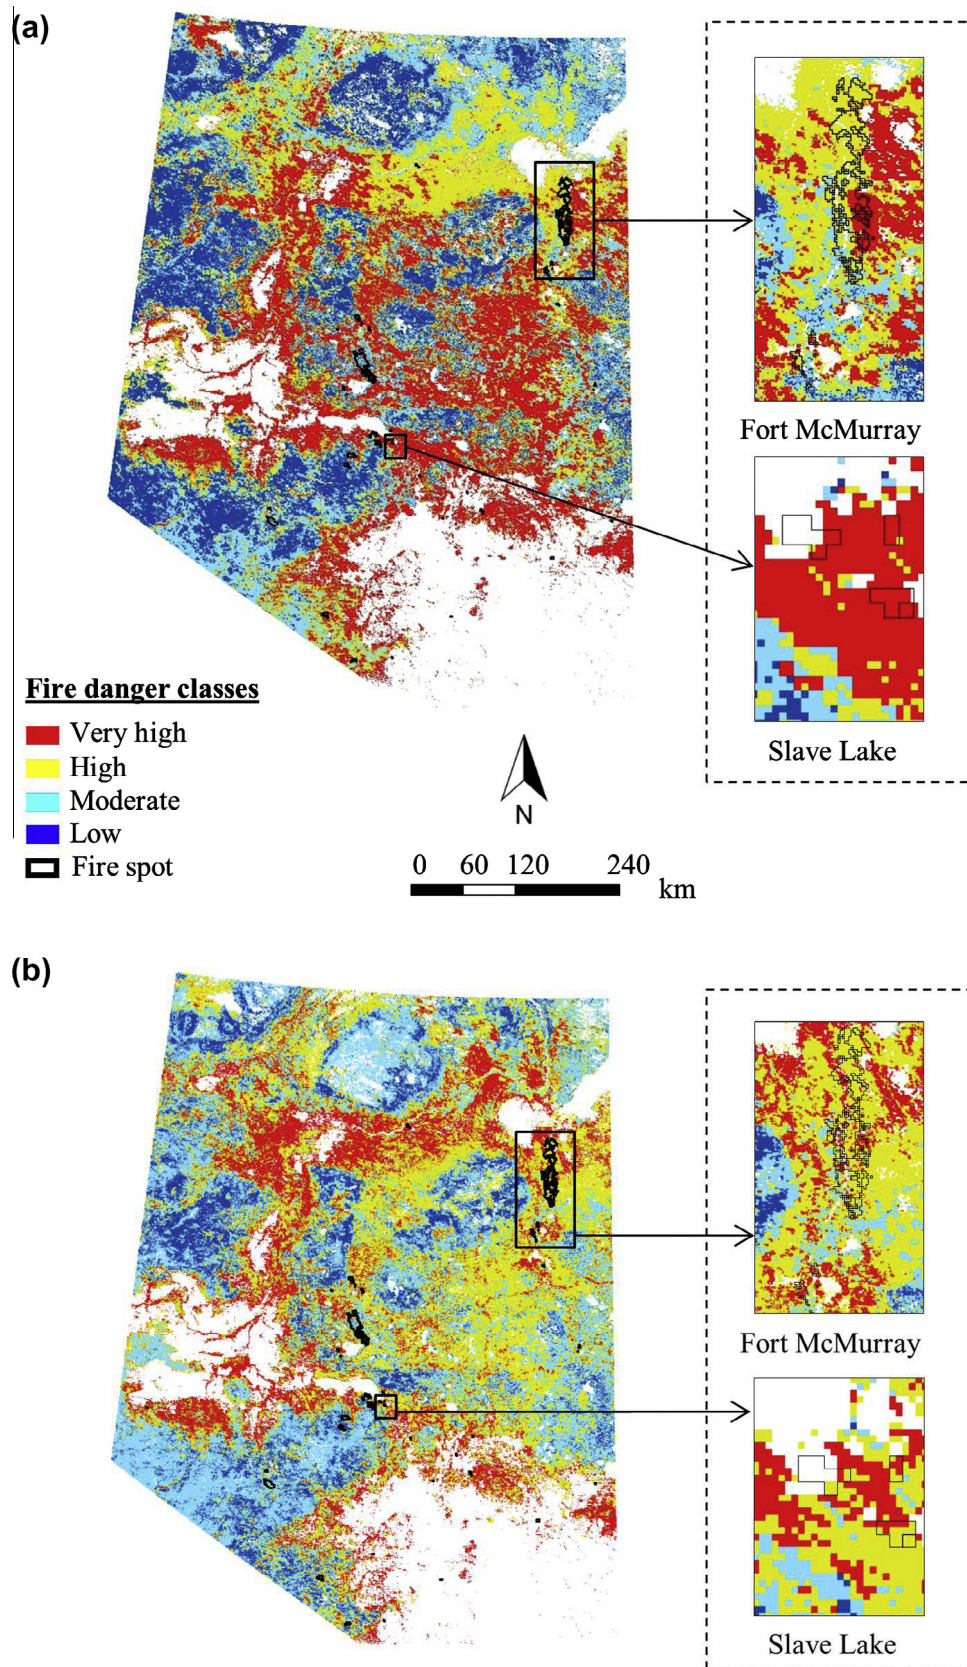 (a)
Fort McMurray
Slave Lake
Fire danger classes
Very high
High
Moderate
Low
Fire spot
N
0 60 120 240
km
(b)
Fort McMurray
Slave Lake